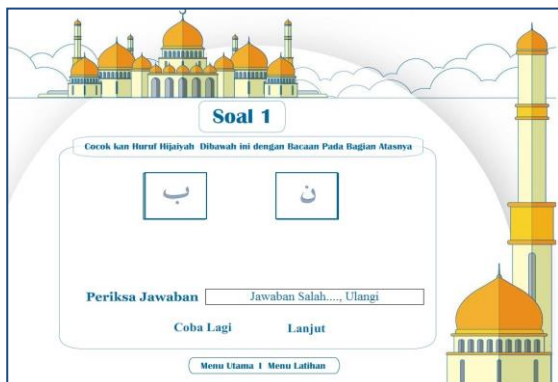 Soal 1
Cocok kan Huruf Hijaiyah Dibawah ini dengan Bacaan Pada Bagian Atasnya
ب ن
Periksa Jawaban Jawaban Salah...., Ulangi
Coba Lagi Lanjut
Menu Utama I Menu Latihan